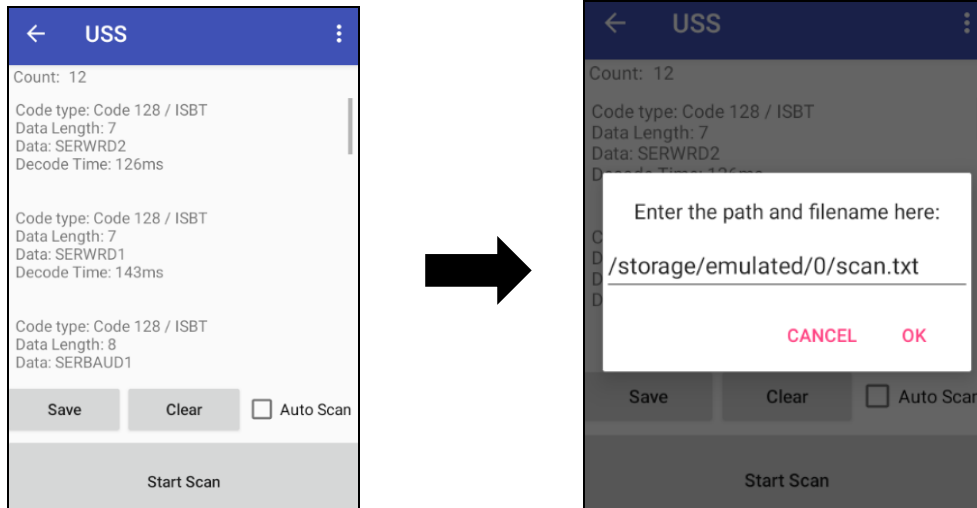 USS
Count: 12
Code type: Code 128 / ISBT
Data Length: 7
Data: SERWRD2
Decode Time: 126ms
Code type: Code 128 / ISBT
Data Length: 7
Data: SERWRD1
Decode Time: 143ms
Code type: Code 128 / ISBT
Data Length: 8
Data: SERBAUD1
Save Clear Auto Scan
Start Scan
USS
Count: 12
Code type: Code 128 / ISBT
Data Length: 7
Data: SERWRD2
Enter the path and filename here:
/storage/emulated/0/scan.txt
CANCEL OK
Save Clear Auto Scan
Start Scan